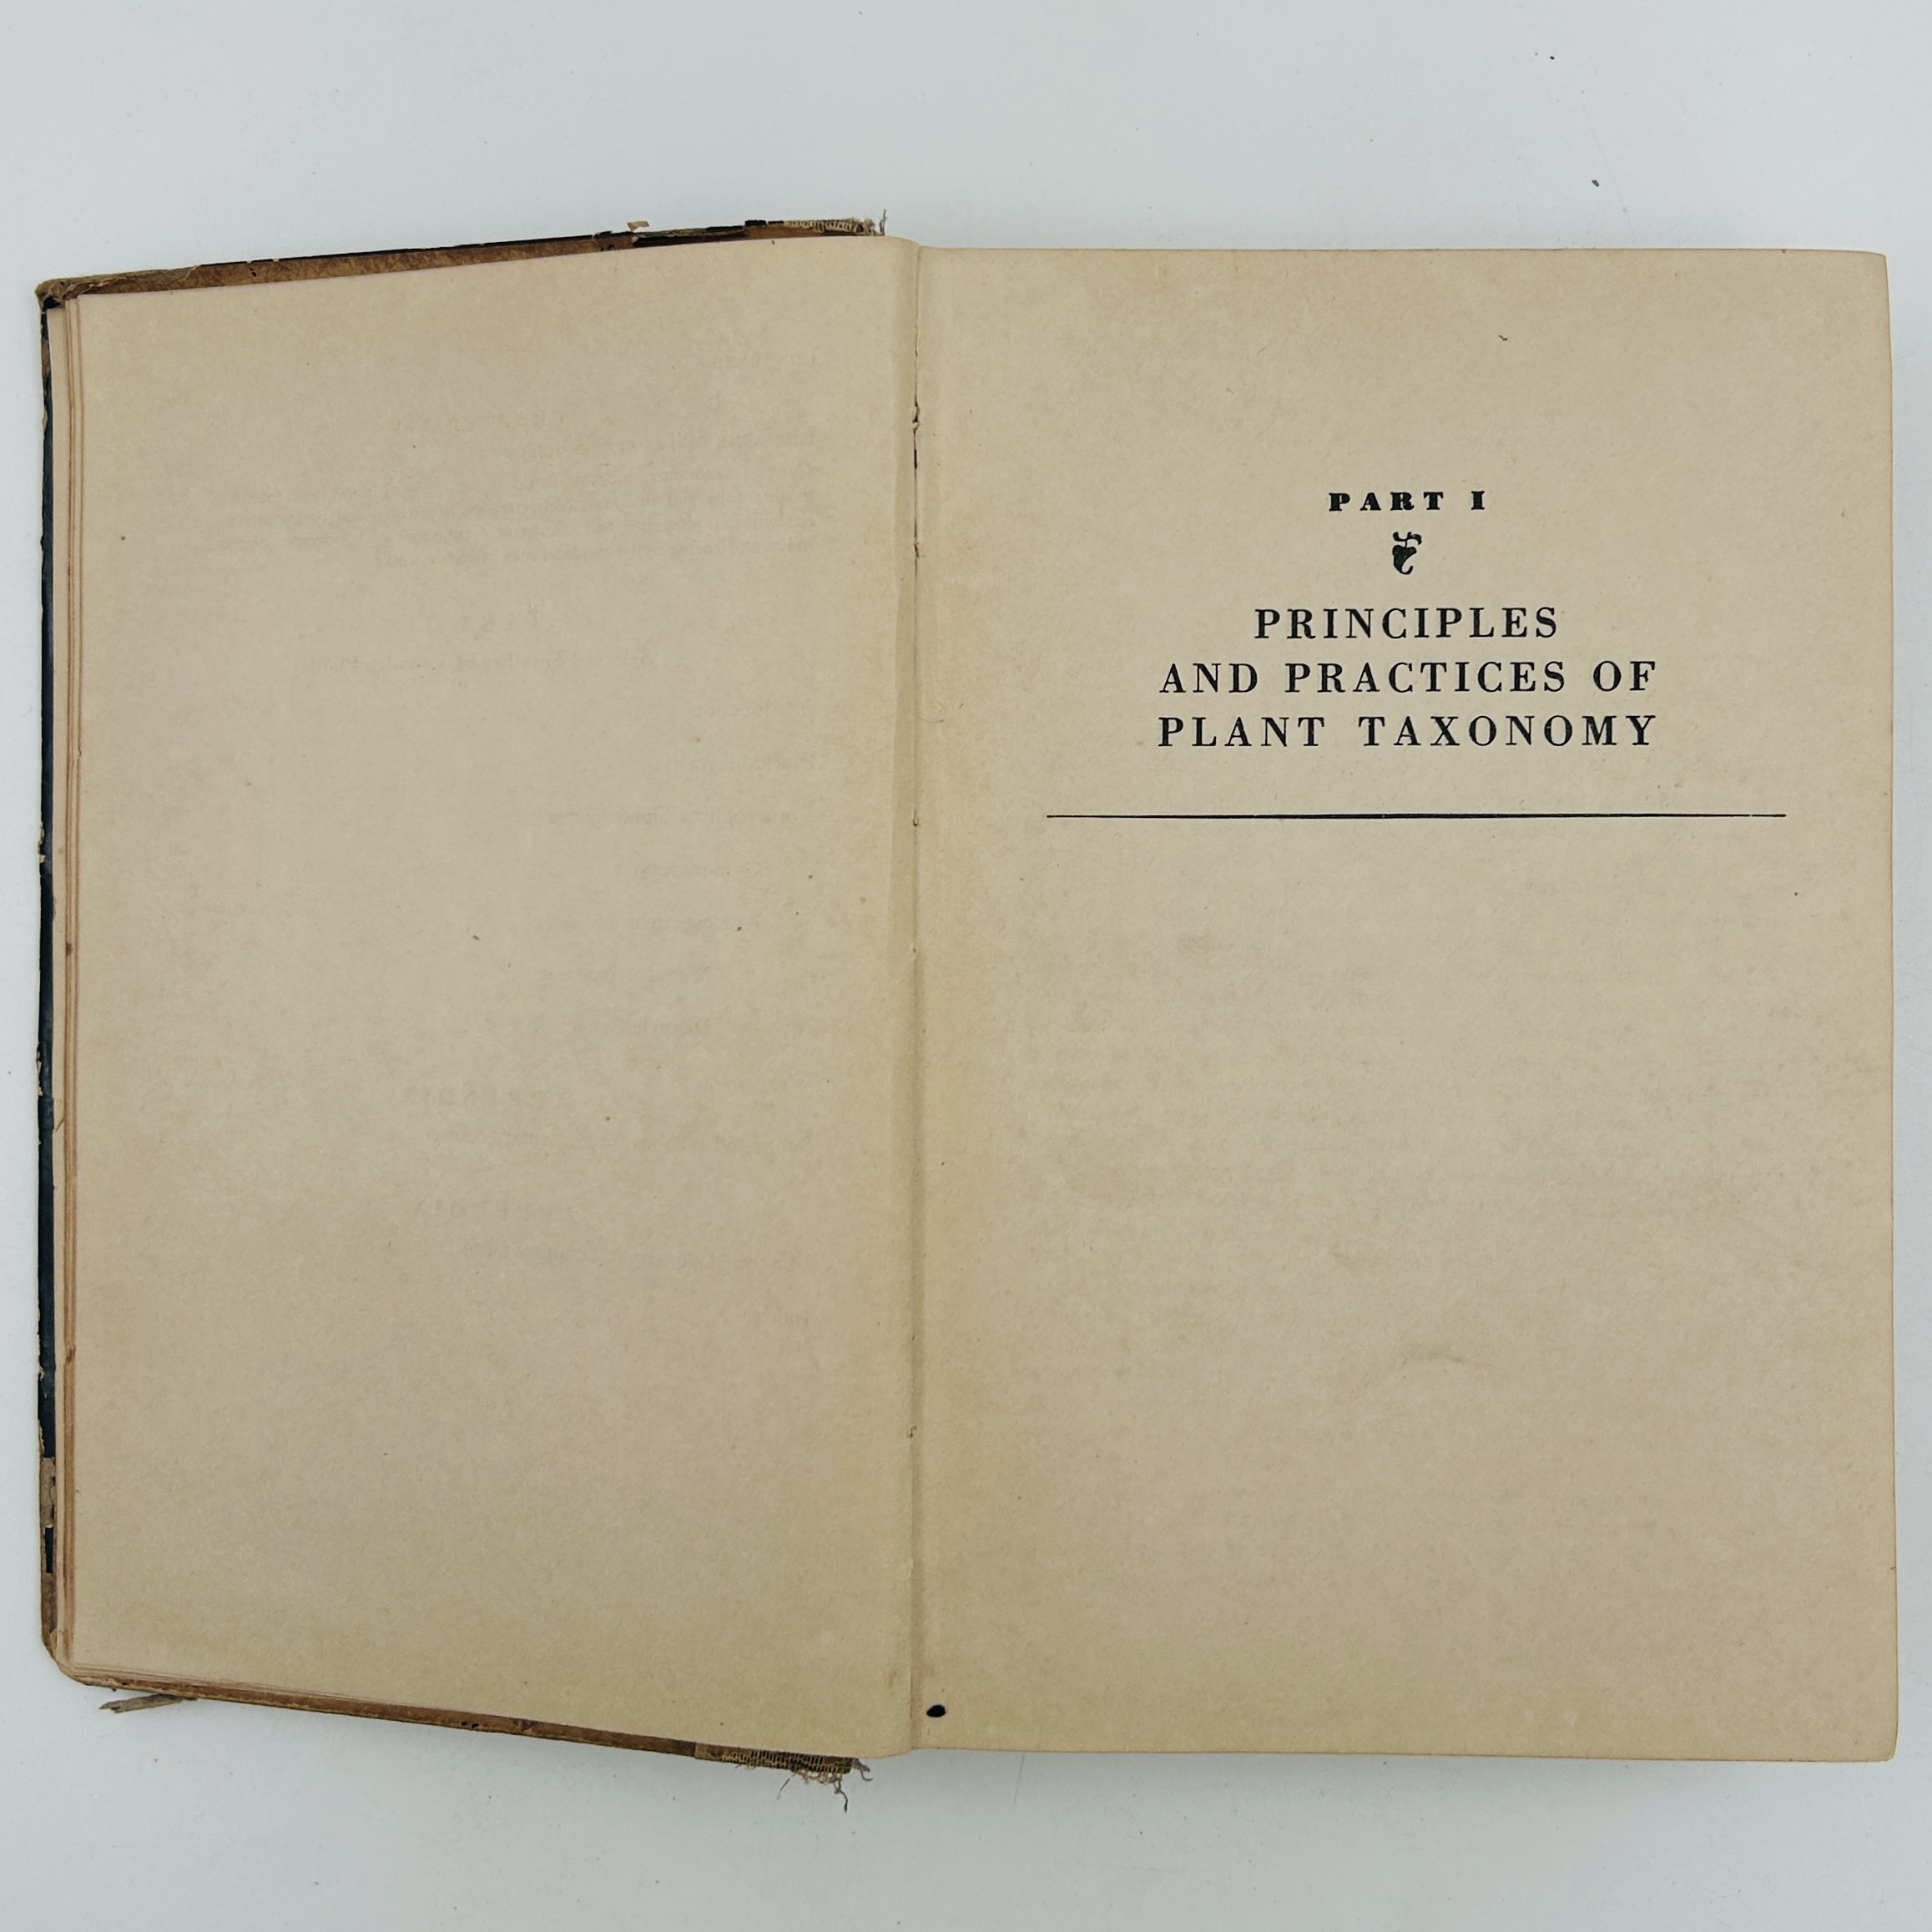 PART I
PRINCIPLES
AND PRACTICES OF
PLANT TAXONOMY